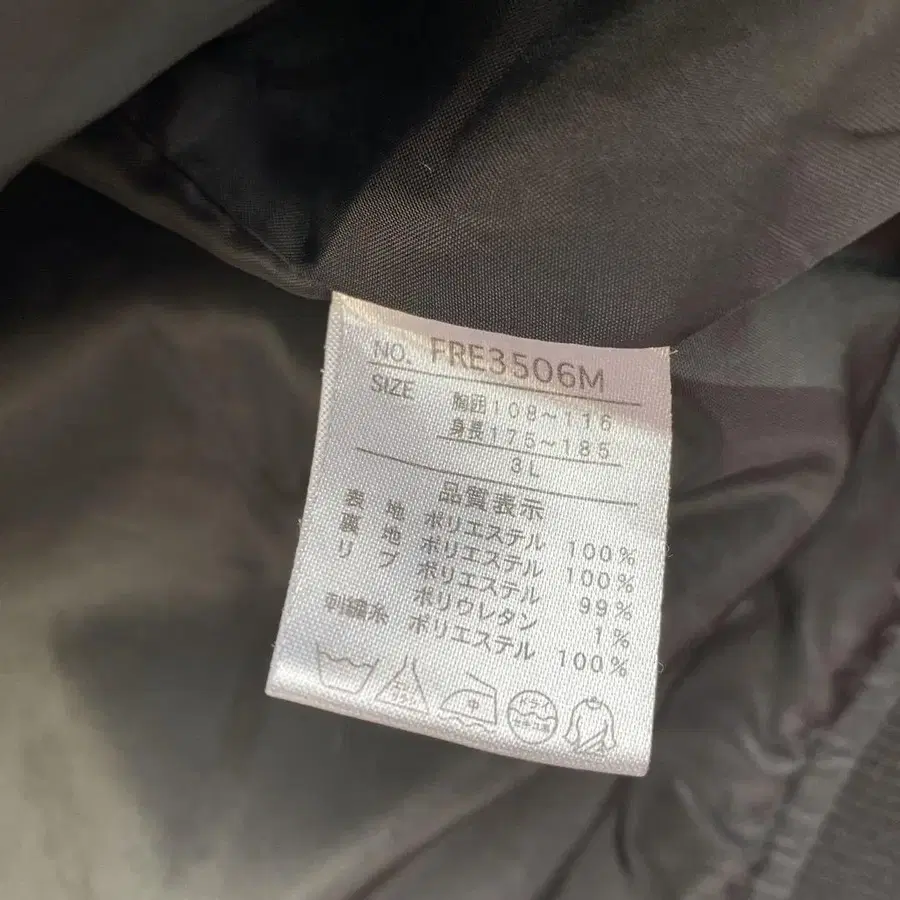 NO. FRE3506M
SIZE 胸囲108～116
身長175～185
3L
品質表示
表地 ポリエステル 100%
裏地 ポリエステル 100%
リブ ポリエステル 99%
ポリウレタン 1%
刺繍糸 ポリエステル 100%
中